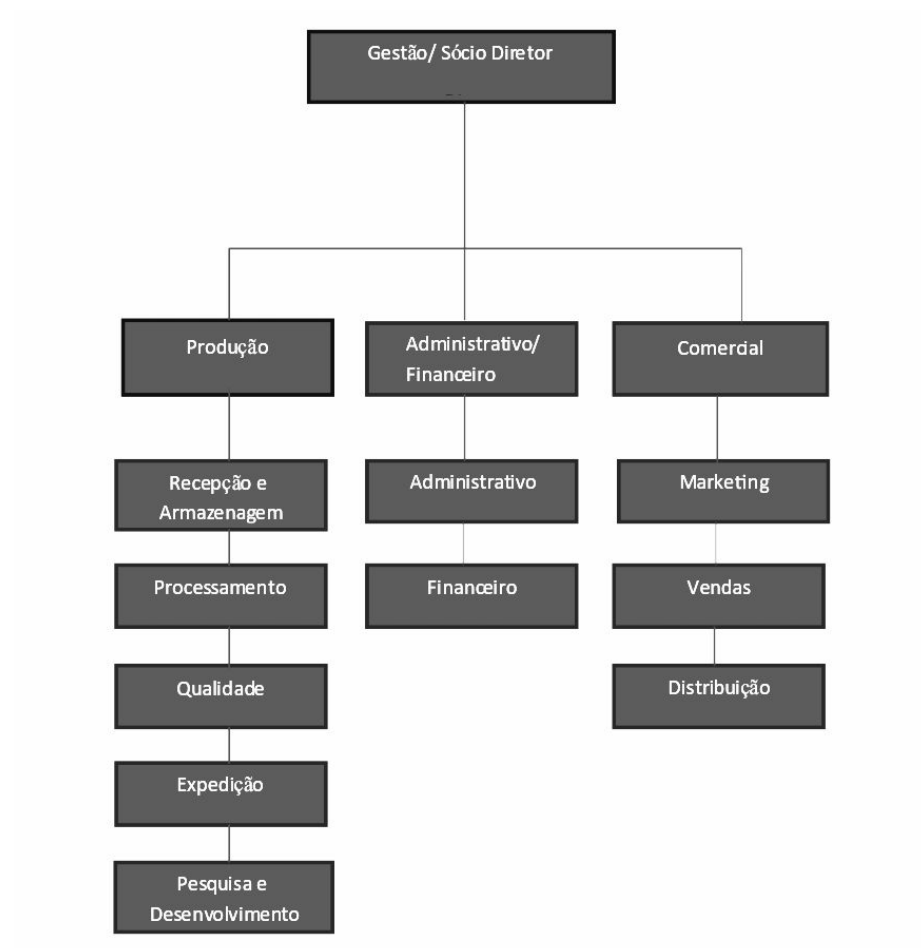 Gestão/ Sócio Diretor
Produção
Administrativo/
Financeiro
Comercial
Recepção e
Armazenagem
Administrativo
Marketing
Processamento
Financeiro
Vendas
Qualidade
Distribuição
Expedição
Pesquisa e
Desenvolvimento